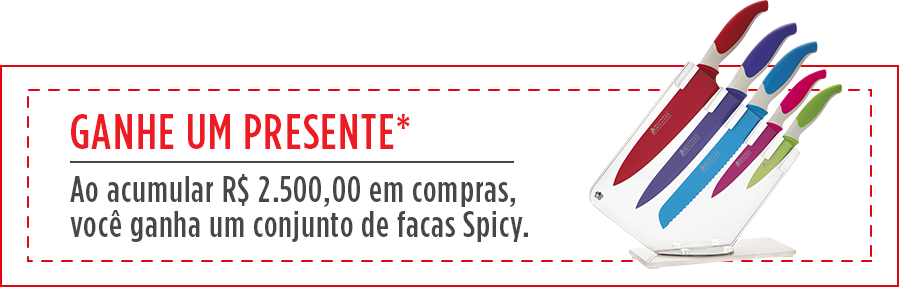 GANHE UM PRESENTE*
Ao acumular R$ 2.500,00 em compras,
você ganha um conjunto de facas Spicy.